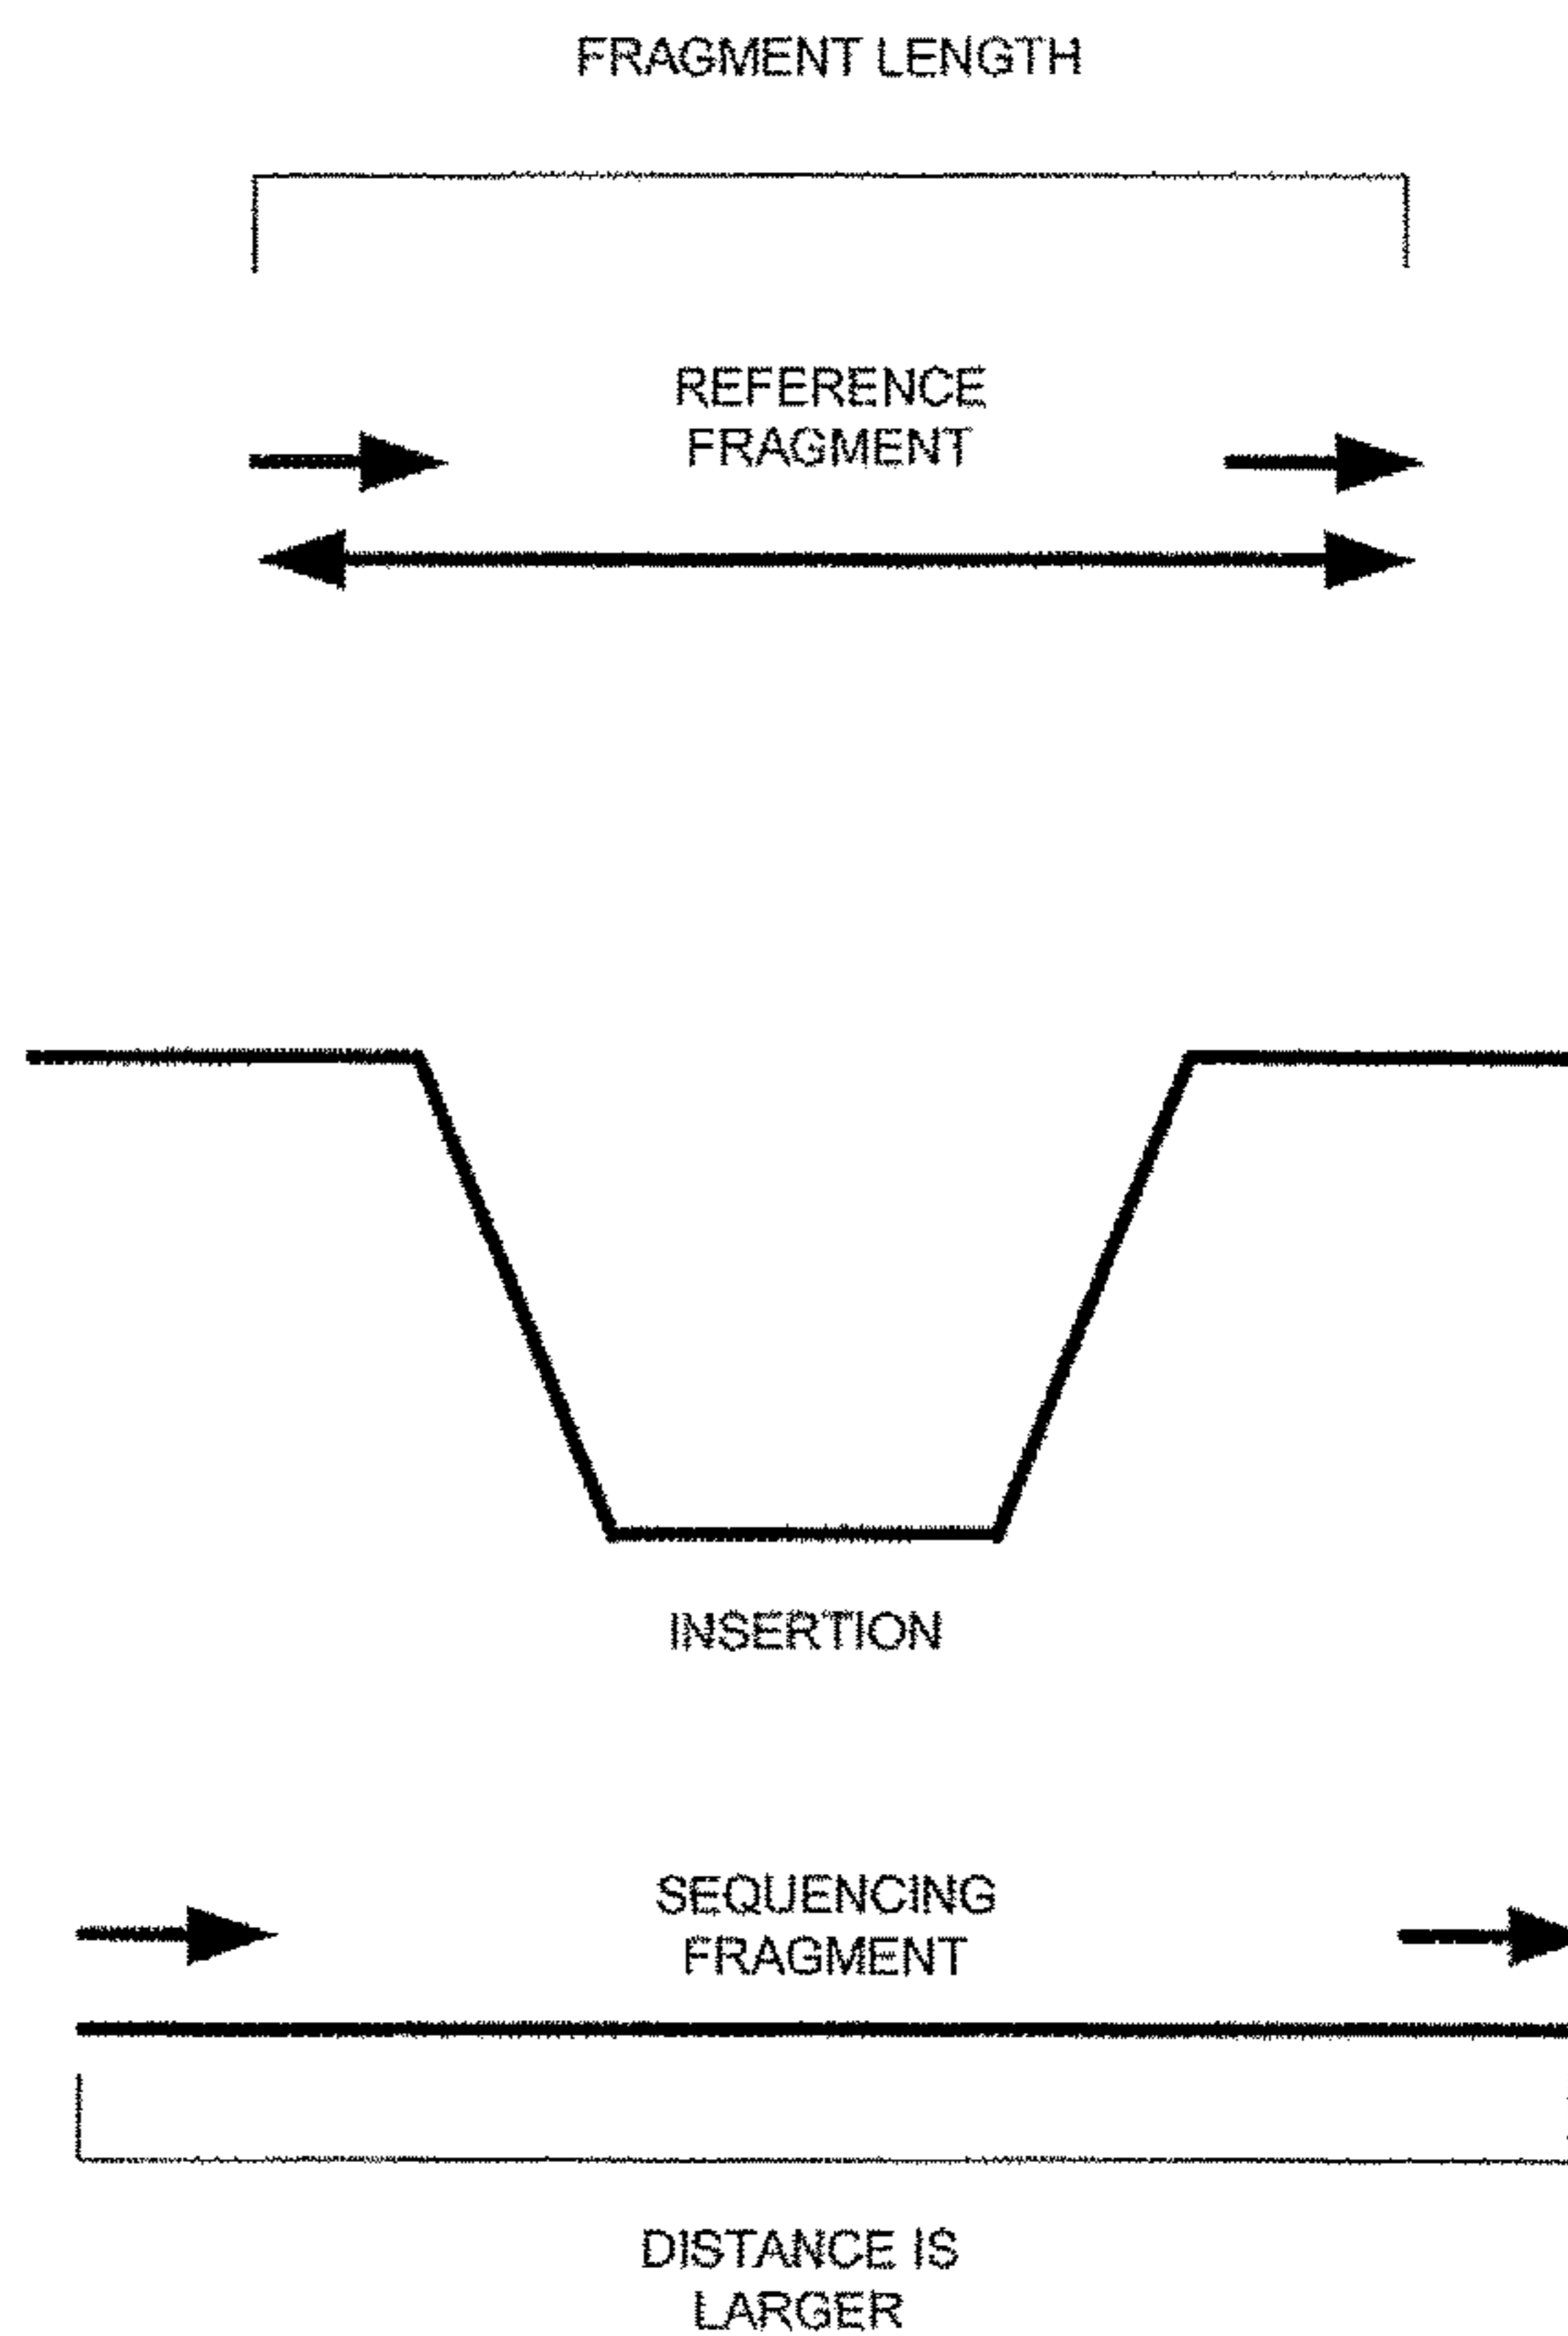 FRAGMENT LENGTH
REFERENCE
FRAGMENT
INSERTION
SEQUENCING
FRAGMENT
DISTANCE IS
LARGER